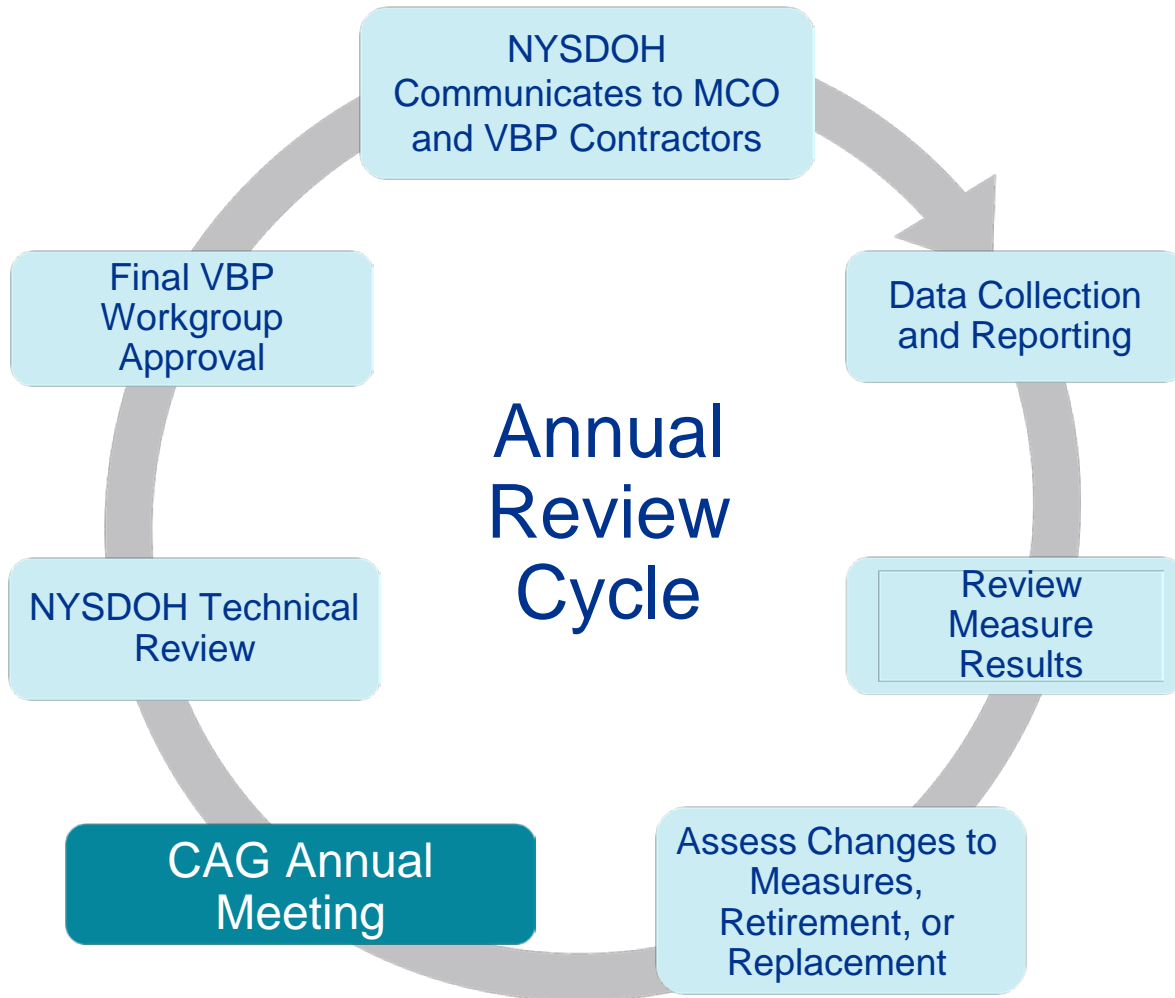 NYSDOH
Communicates to MCO
and VBP Contractors
Data Collection
and Reporting
Review
Measure
Results
Assess Changes to
Measures,
Retirement, or
Replacement
CAG Annual
Meeting
NYSDOH Technical
Review
Final VBP
Workgroup
Approval
Annual
Review
Cycle